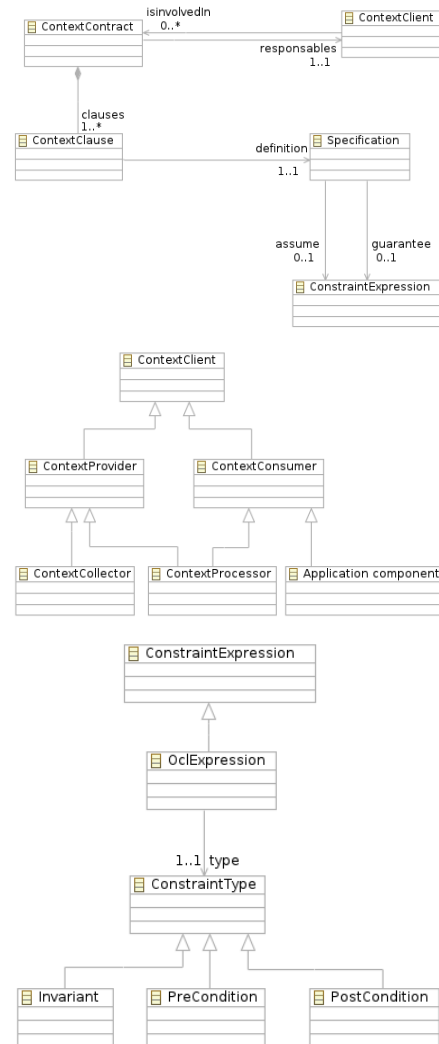 isinvolvedIn
ContextContract
0..*
ContextClient
responsables
1..1
clauses
1..*
ContextClause
definition
Specification
1..1
assume
guarantee
0..1
0..1
ConstraintExpression
ContextClient
ContextProvider
ContextConsumer
ContextCollector
ContextProcessor
Application component
ConstraintExpression
OclExpression
1..1 type
ConstraintType
Invariant
PreCondition
PostCondition